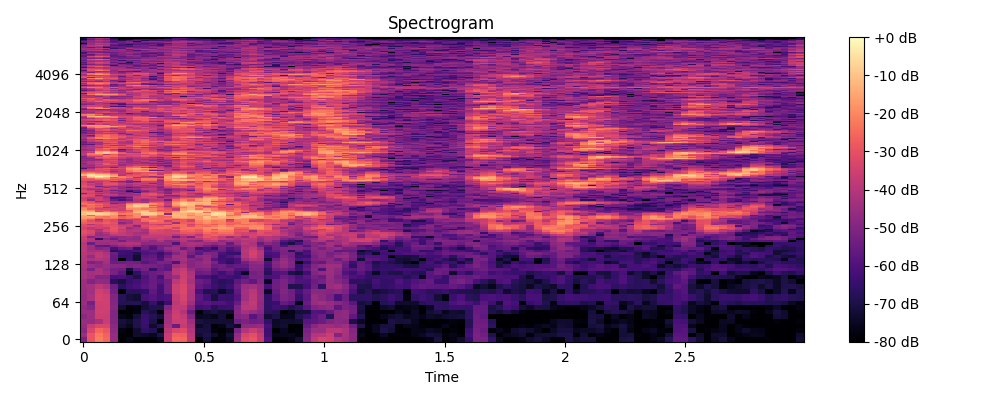 Spectrogram
Hz
4096
2048
1024
512
256
128
64
0
0
0.5
1
1.5
2
2.5
Time
+0 dB
-10 dB
-20 dB
-30 dB
-40 dB
-50 dB
-60 dB
-70 dB
-80 dB